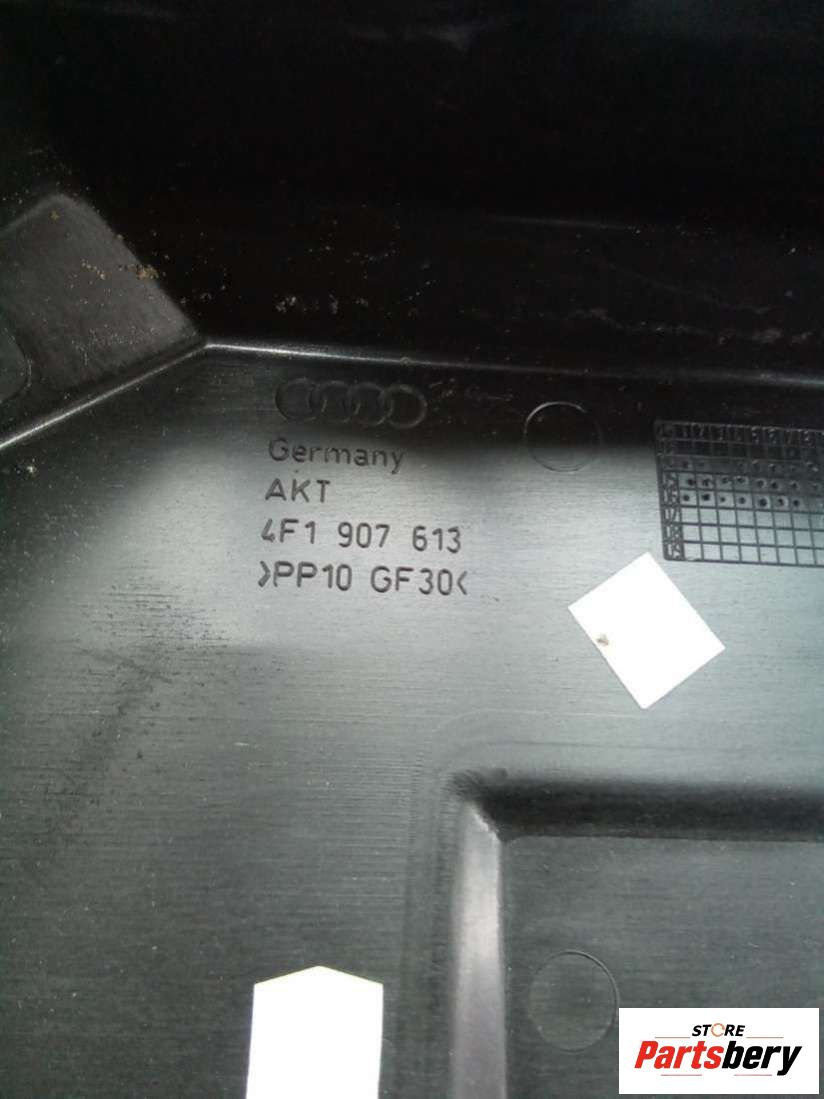 Germany
AKT
4F1 907 613
>PP10 GF30<
STORE
Partsbery